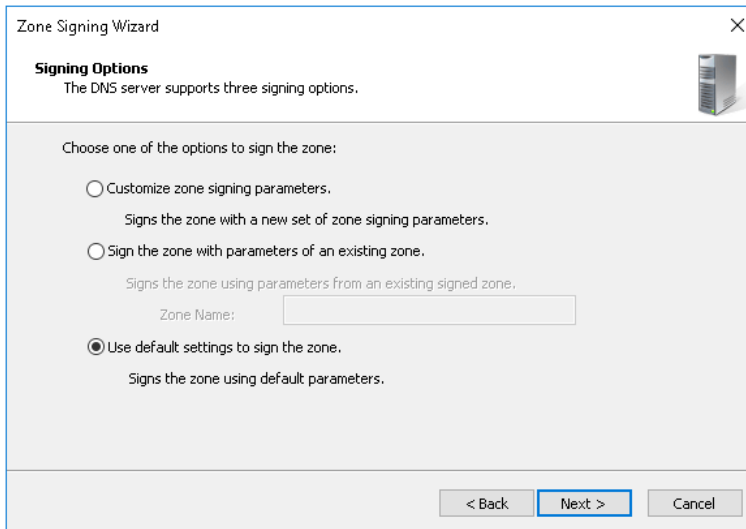 Zone Signing Wizard
Signing Options
The DNS server supports three signing options.
Choose one of the options to sign the zone:
Customize zone signing parameters.
Signs the zone with a new set of zone signing parameters.
Sign the zone with parameters of an existing zone.
Signs the zone using parameters from an existing signed zone.
Zone Name:
Use default settings to sign the zone.
Signs the zone using default parameters.
< Back Next > Cancel